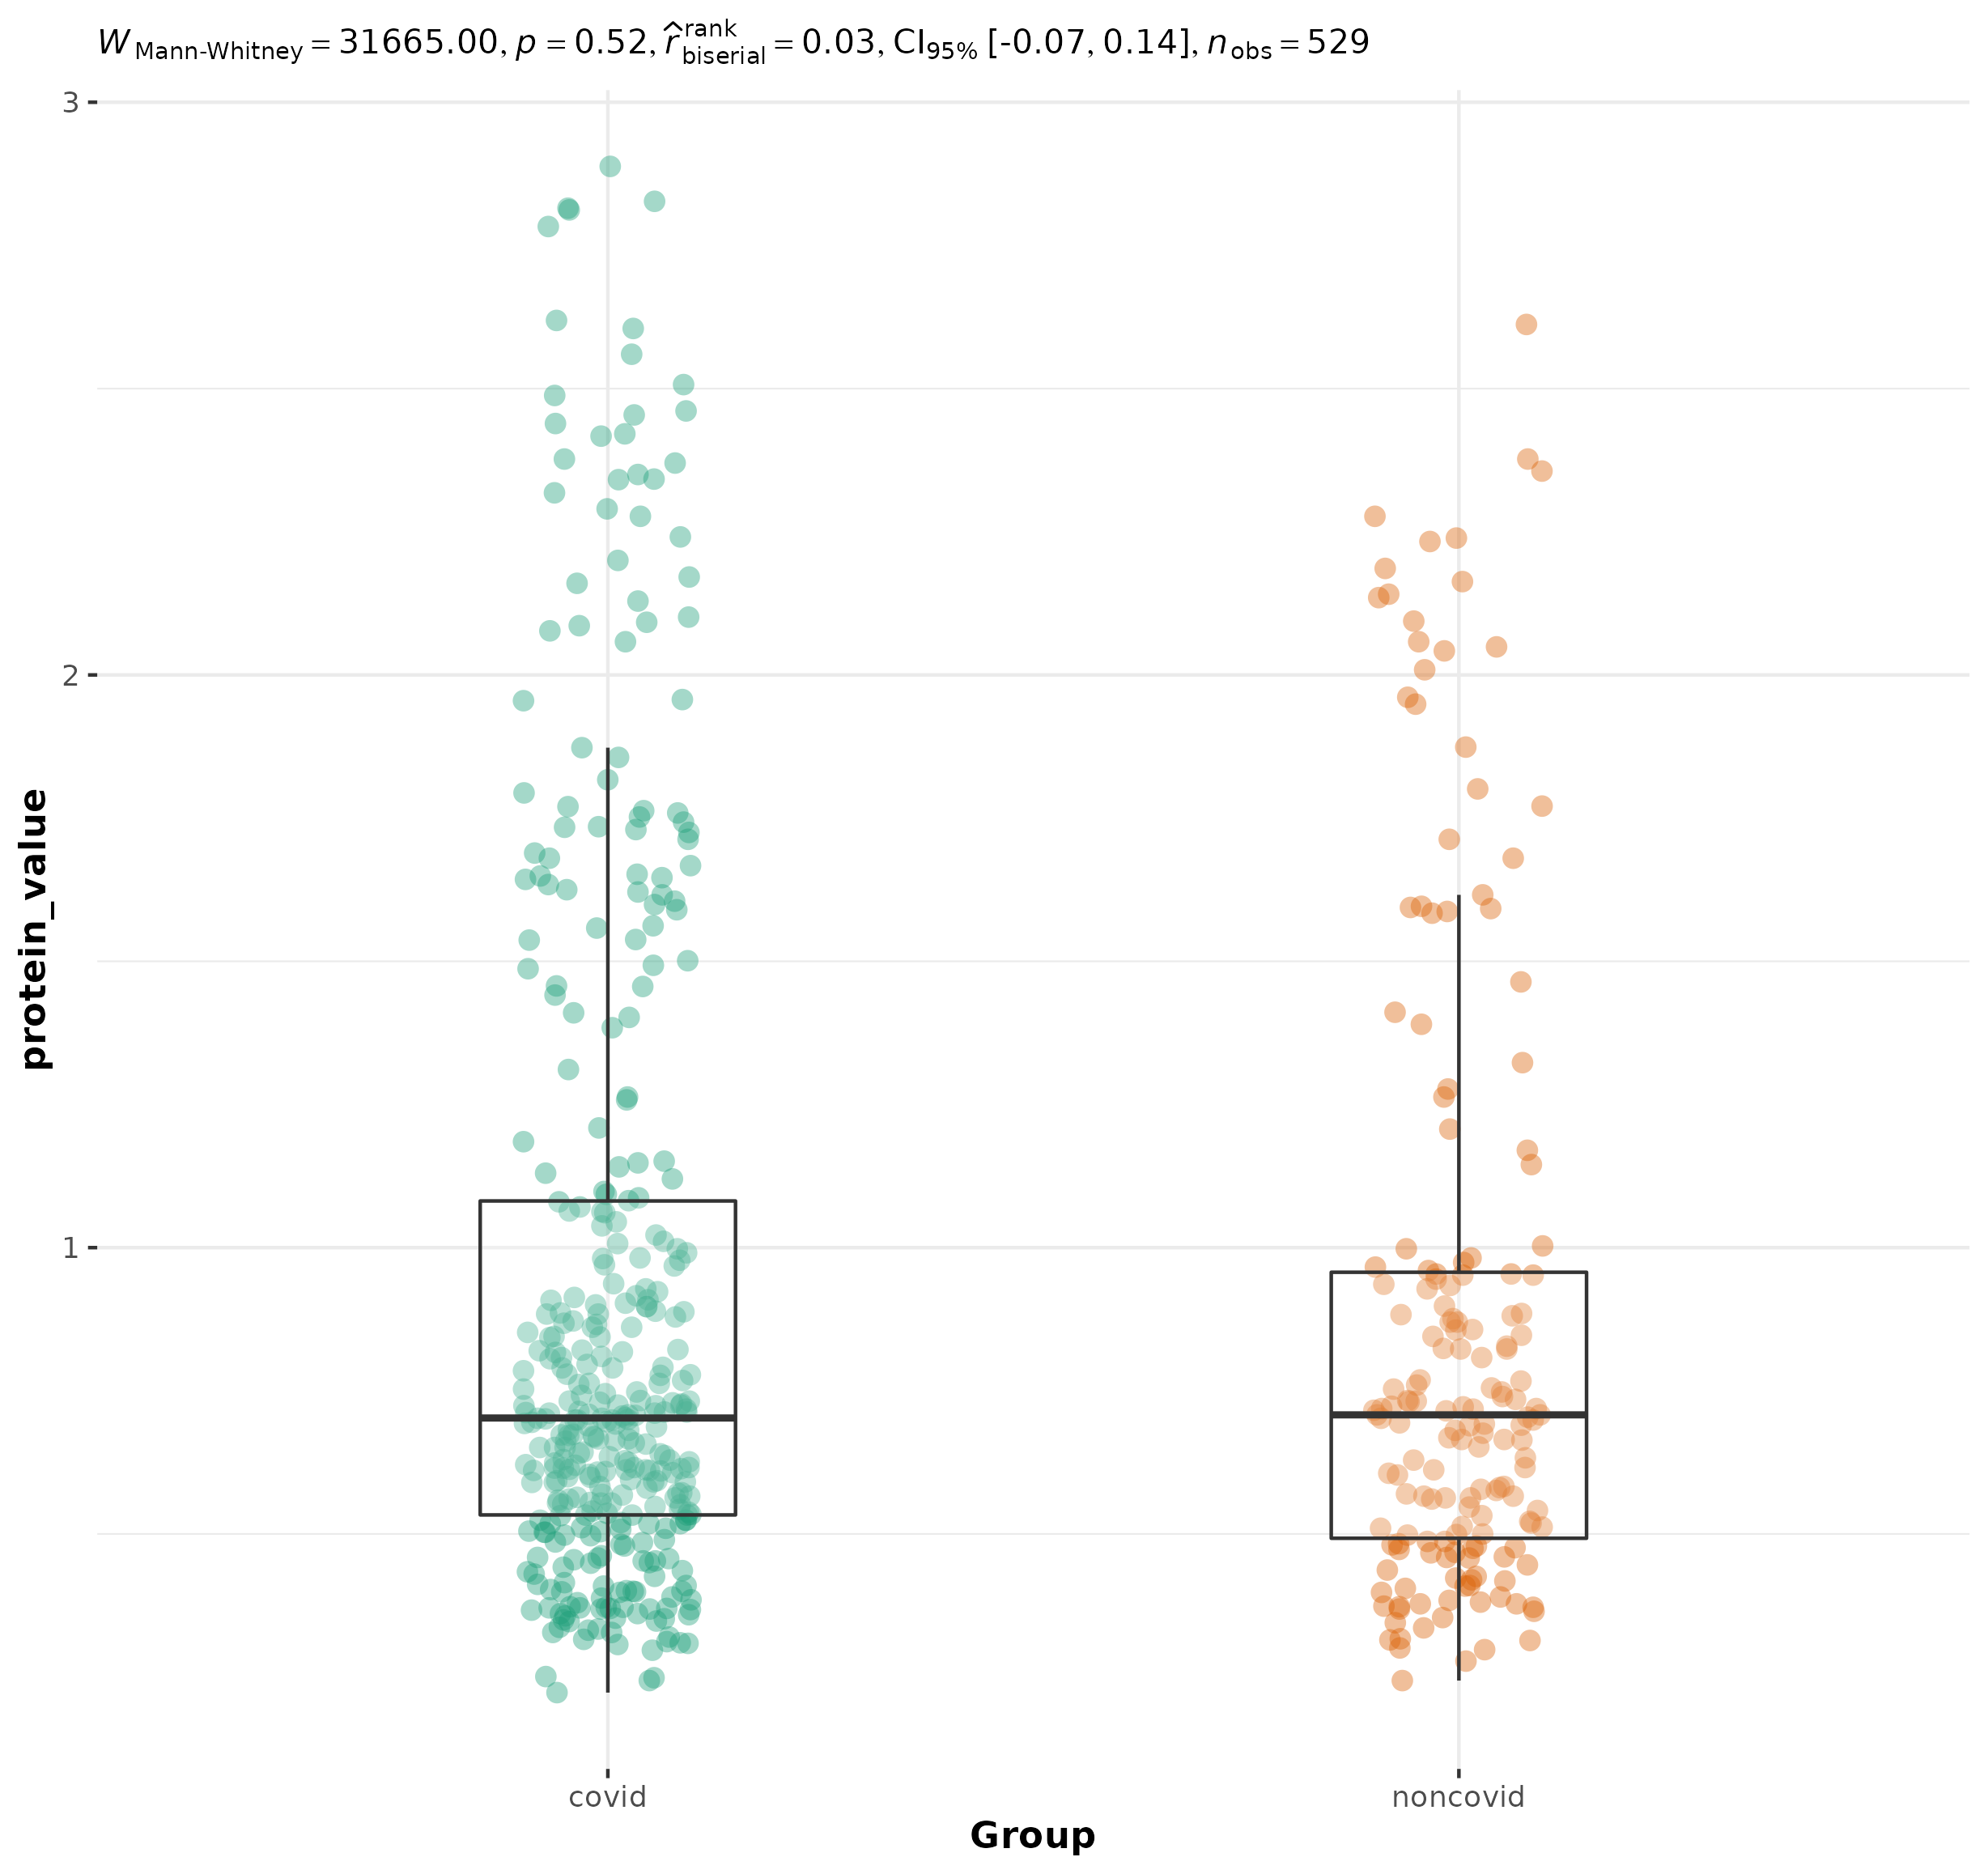 W Mann-Whitney = 31665.00, p = 0.52, r̂ rank biserial = 0.03, CI95% [-0.07, 0.14], nobs = 529
3
2
1
protein_value
covid noncovid
Group